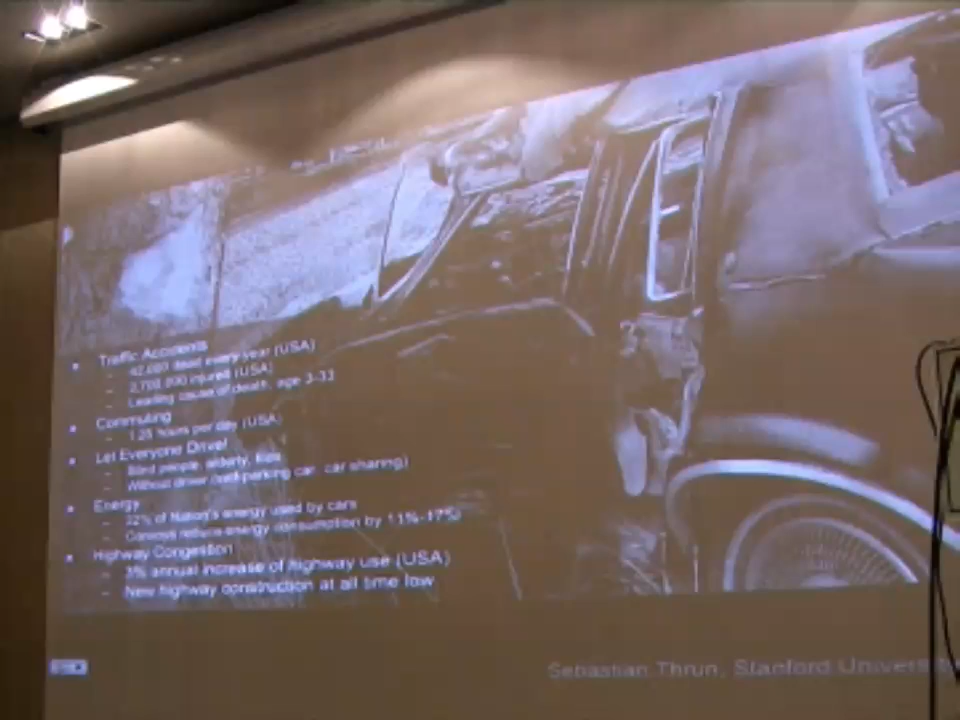 Traffic Accidents
42,000 dead every year (USA)
2,700,000 injured (USA)
Leading cause of death, age 3-33
Commuting
1.25 hours per day (USA)
Let Everyone Drive!
Blind people, elderly, kids
Without driver (self-parking car, car sharing)
Energy
22% of Nation's energy used by cars
Convoys reduce energy consumption by 11%-17%
Highway Congestion
3% annual increase of highway use (USA)
New highway construction at all time low
Sebastian Thrun, Stanford Universit